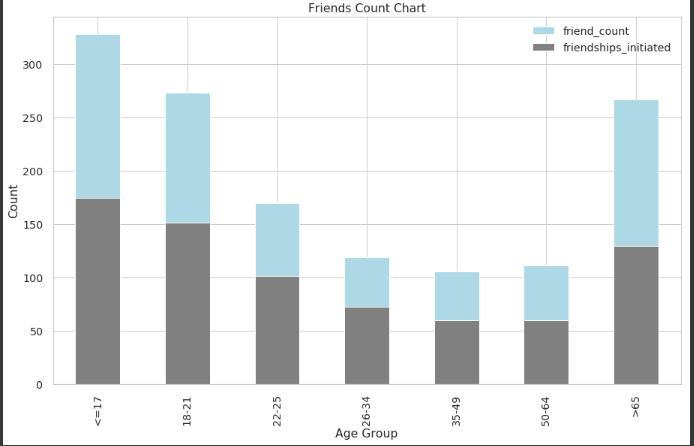 Friends Count Chart
friend_count
friendships_initiated
Count
300
250
200
150
100
50
0
<=17
18-21
22-25
26-34
35-49
50-64
>65
Age Group